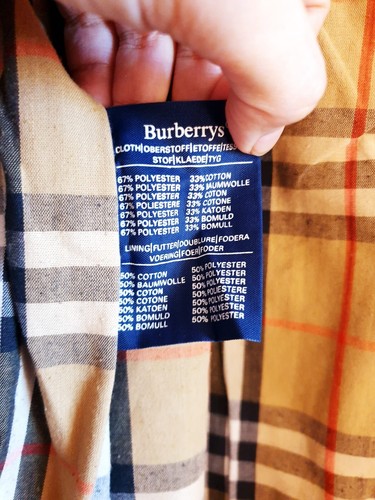 Burberrys
CLOTH|OBERSTOFF|ETOFFE|TES
STOF|KLAEDE|TYG
67% POLYESTER 33% COTTON
67% POLYESTER 33% BAUMWOLLE
67% POLYESTER 33% COTON
67% POLIESTERE 33% COTONE
67% POLYESTER 33% KATOEN
67% POLYESTER 33% BOMULD
67% POLYESTER 33% BOMULL
LINING|FUTTER|DOUBLURE|FODERA
VOERING|FOER|FODER
50% COTTON 50% POLYESTER
50% BAUMWOLLE 50% POLYESTER
50% COTON 50% POLYESTER
50% COTONE 50% POLIESTERE
50% KATOEN 50% POLYESTER
50% BOMULD 50% POLYESTER
50% BOMULL 50% POLYESTER